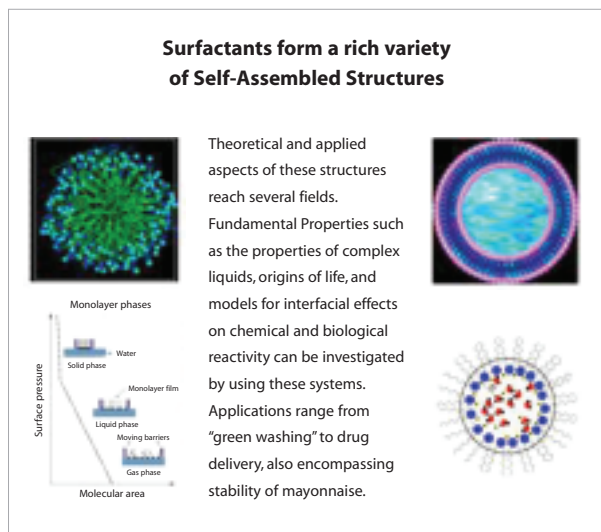 Surfactants form a rich variety
of Self-Assembled Structures
Theoretical and applied
aspects of these structures
reach several fields.
Fundamental Properties such
as the properties of complex
liquids, origins of life, and
models for interfacial effects
on chemical and biological
reactivity can be investigated
by using these systems.
Applications range from
“green washing” to drug
delivery, also encompassing
stability of mayonnaise.
Monolayer phases
Surface pressure
Water
Solid phase
Monolayer film
Liquid phase
Moving barriers
Gas phase
Molecular area